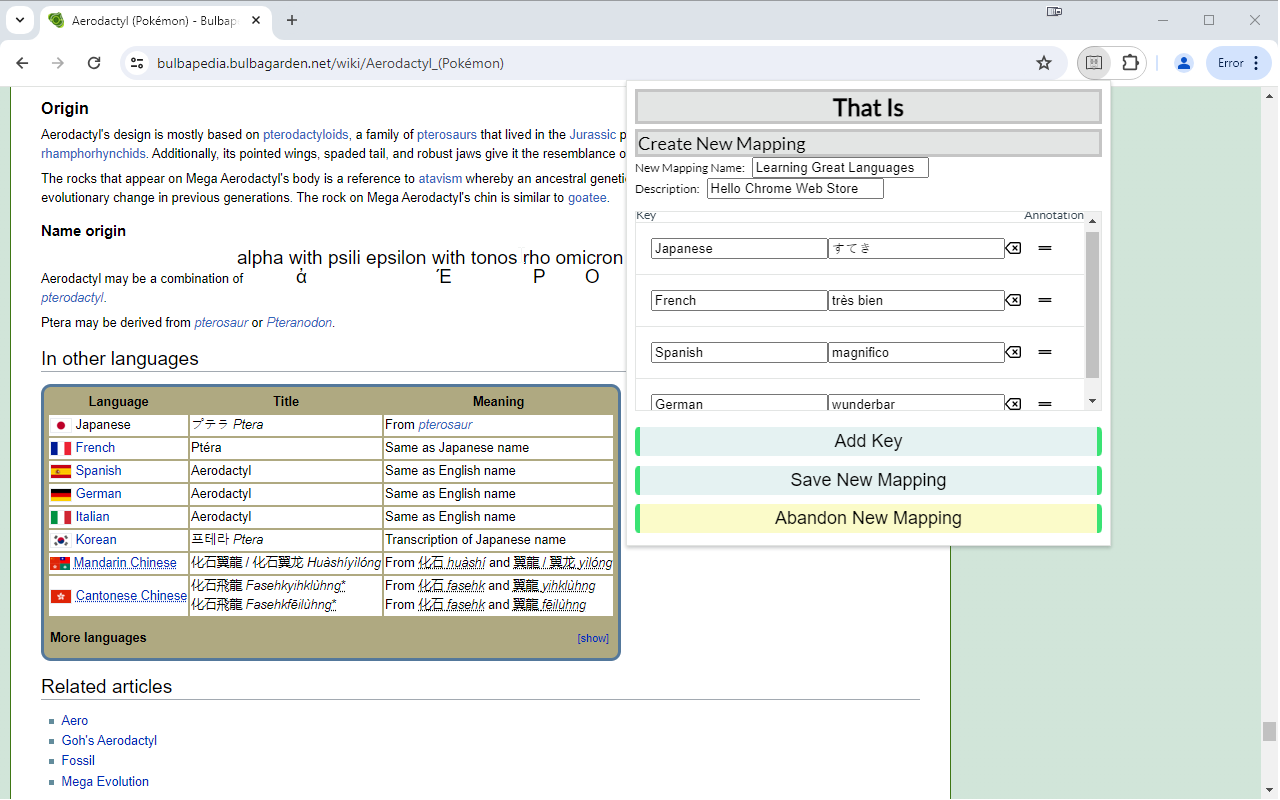 Aerodactyl (Pokémon) - Bulbap
bulbapedia.bulbagarden.net/wiki/Aerodactyl_(Pokémon)
Error
Origin
Aerodactyl's design is mostly based on pterodactyloids, a family of pterosaurs that lived in the Jurassic p
rhamphorhynchids. Additionally, its pointed wings, spaded tail, and robust jaws give it the resemblance o
The rocks that appear on Mega Aerodactyl's body is a reference to atavism whereby an ancestral geneti
evolutionary change in previous generations. The rock on Mega Aerodactyl's chin is similar to goatee.
Name origin
alpha with psili epsilon with tonos rho omicron
Aerodactyl may be a combination of ἀ Έ Ρ Ο
pterodactyl.
Ptera may be derived from pterosaur or Pteranodon.
In other languages
Language Title Meaning
Japanese プテラ Ptera From pterosaur
French Ptéra Same as Japanese name
Spanish Aerodactyl Same as English name
German Aerodactyl Same as English name
Italian Aerodactyl Same as English name
Korean 프테라 Ptera Transcription of Japanese name
Mandarin Chinese 化石翼龍 / 化石翼龙 Huàshíyìlóng From 化石 huàshí and 翼龍 / 翼龙 yìlóng
Cantonese Chinese 化石飛龍 Fasehkyihklùhng* From 化石 fasehk and 翼龍 yihklùhng
化石飛龍 Fasehkfēilùhng* From 化石 fasehk and 翼龍 fēilùhng
More languages [show]
Related articles
Aero
Goh's Aerodactyl
Fossil
Mega Evolution
That Is
Create New Mapping
New Mapping Name: Learning Great Languages
Description: Hello Chrome Web Store
Key Annotation
Japanese すてき
French très bien
Spanish magnifico
German wunderbar
Add Key
Save New Mapping
Abandon New Mapping